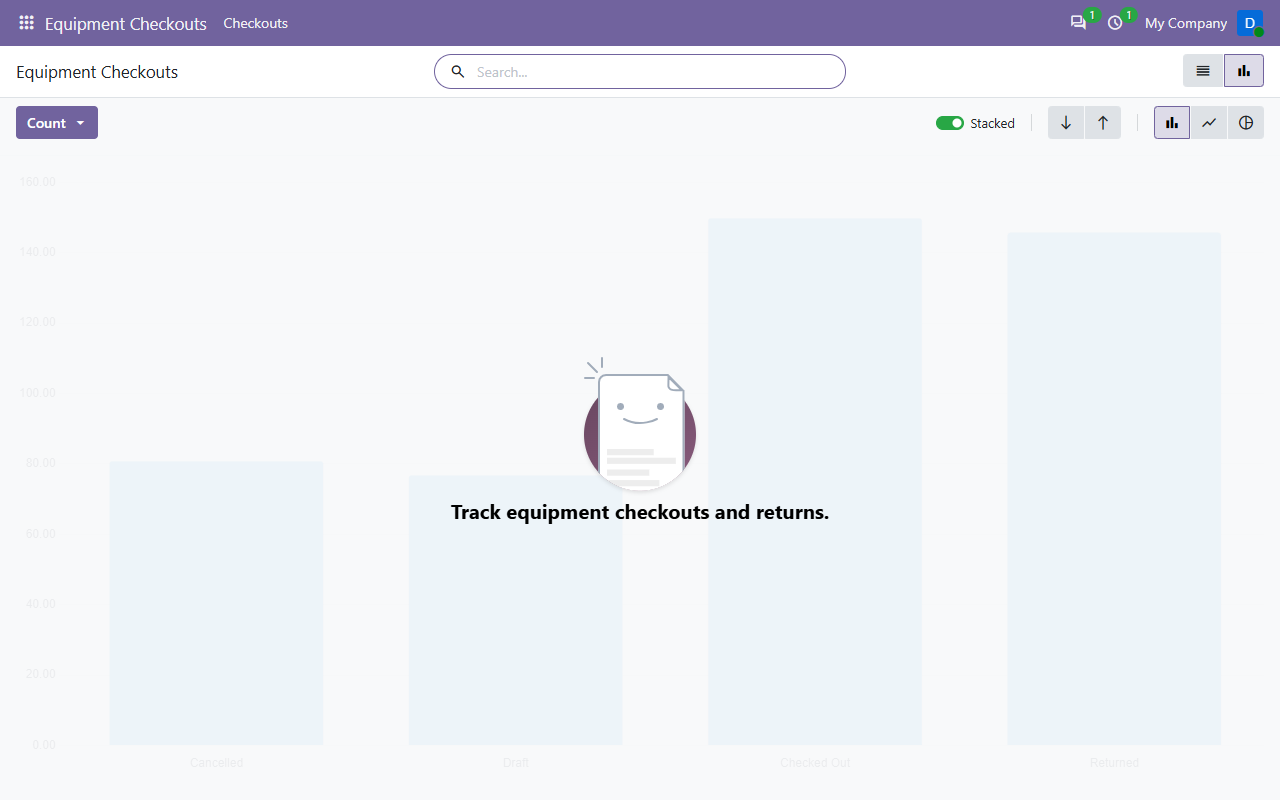 Equipment Checkouts Checkouts 1 1 My Company D
Equipment Checkouts Search...
Count Stacked
160.00
140.00
120.00
100.00
80.00
60.00
40.00
20.00
0.00
Track equipment checkouts and returns.
Cancelled Draft Checked Out Returned